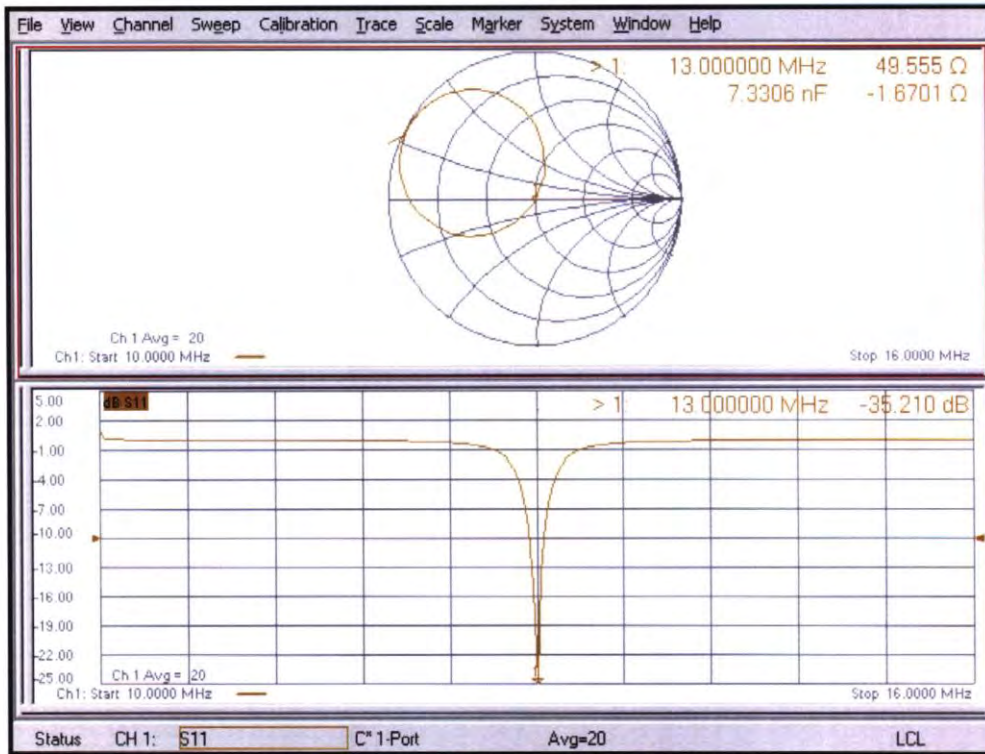 File View Channel Sweep Calibration Trace Scale Marker System Window Help
> 1: 13.000000 MHz 49.555 Ω
7.3306 nF -1.6701 Ω
Ch 1 Avg = 20
Ch1: Start 10.0000 MHz Stop 16.0000 MHz
5.00
dB S11
> 1: 13.000000 MHz -35.210 dB
2.00
-1.00
-4.00
-7.00
-10.00
-13.00
-16.00
-19.00
-22.00
-25.00
Ch 1 Avg = 20
Ch1: Start 10.0000 MHz Stop 16.0000 MHz
Status CH 1: S11 C* 1-Port Avg=20 LCL